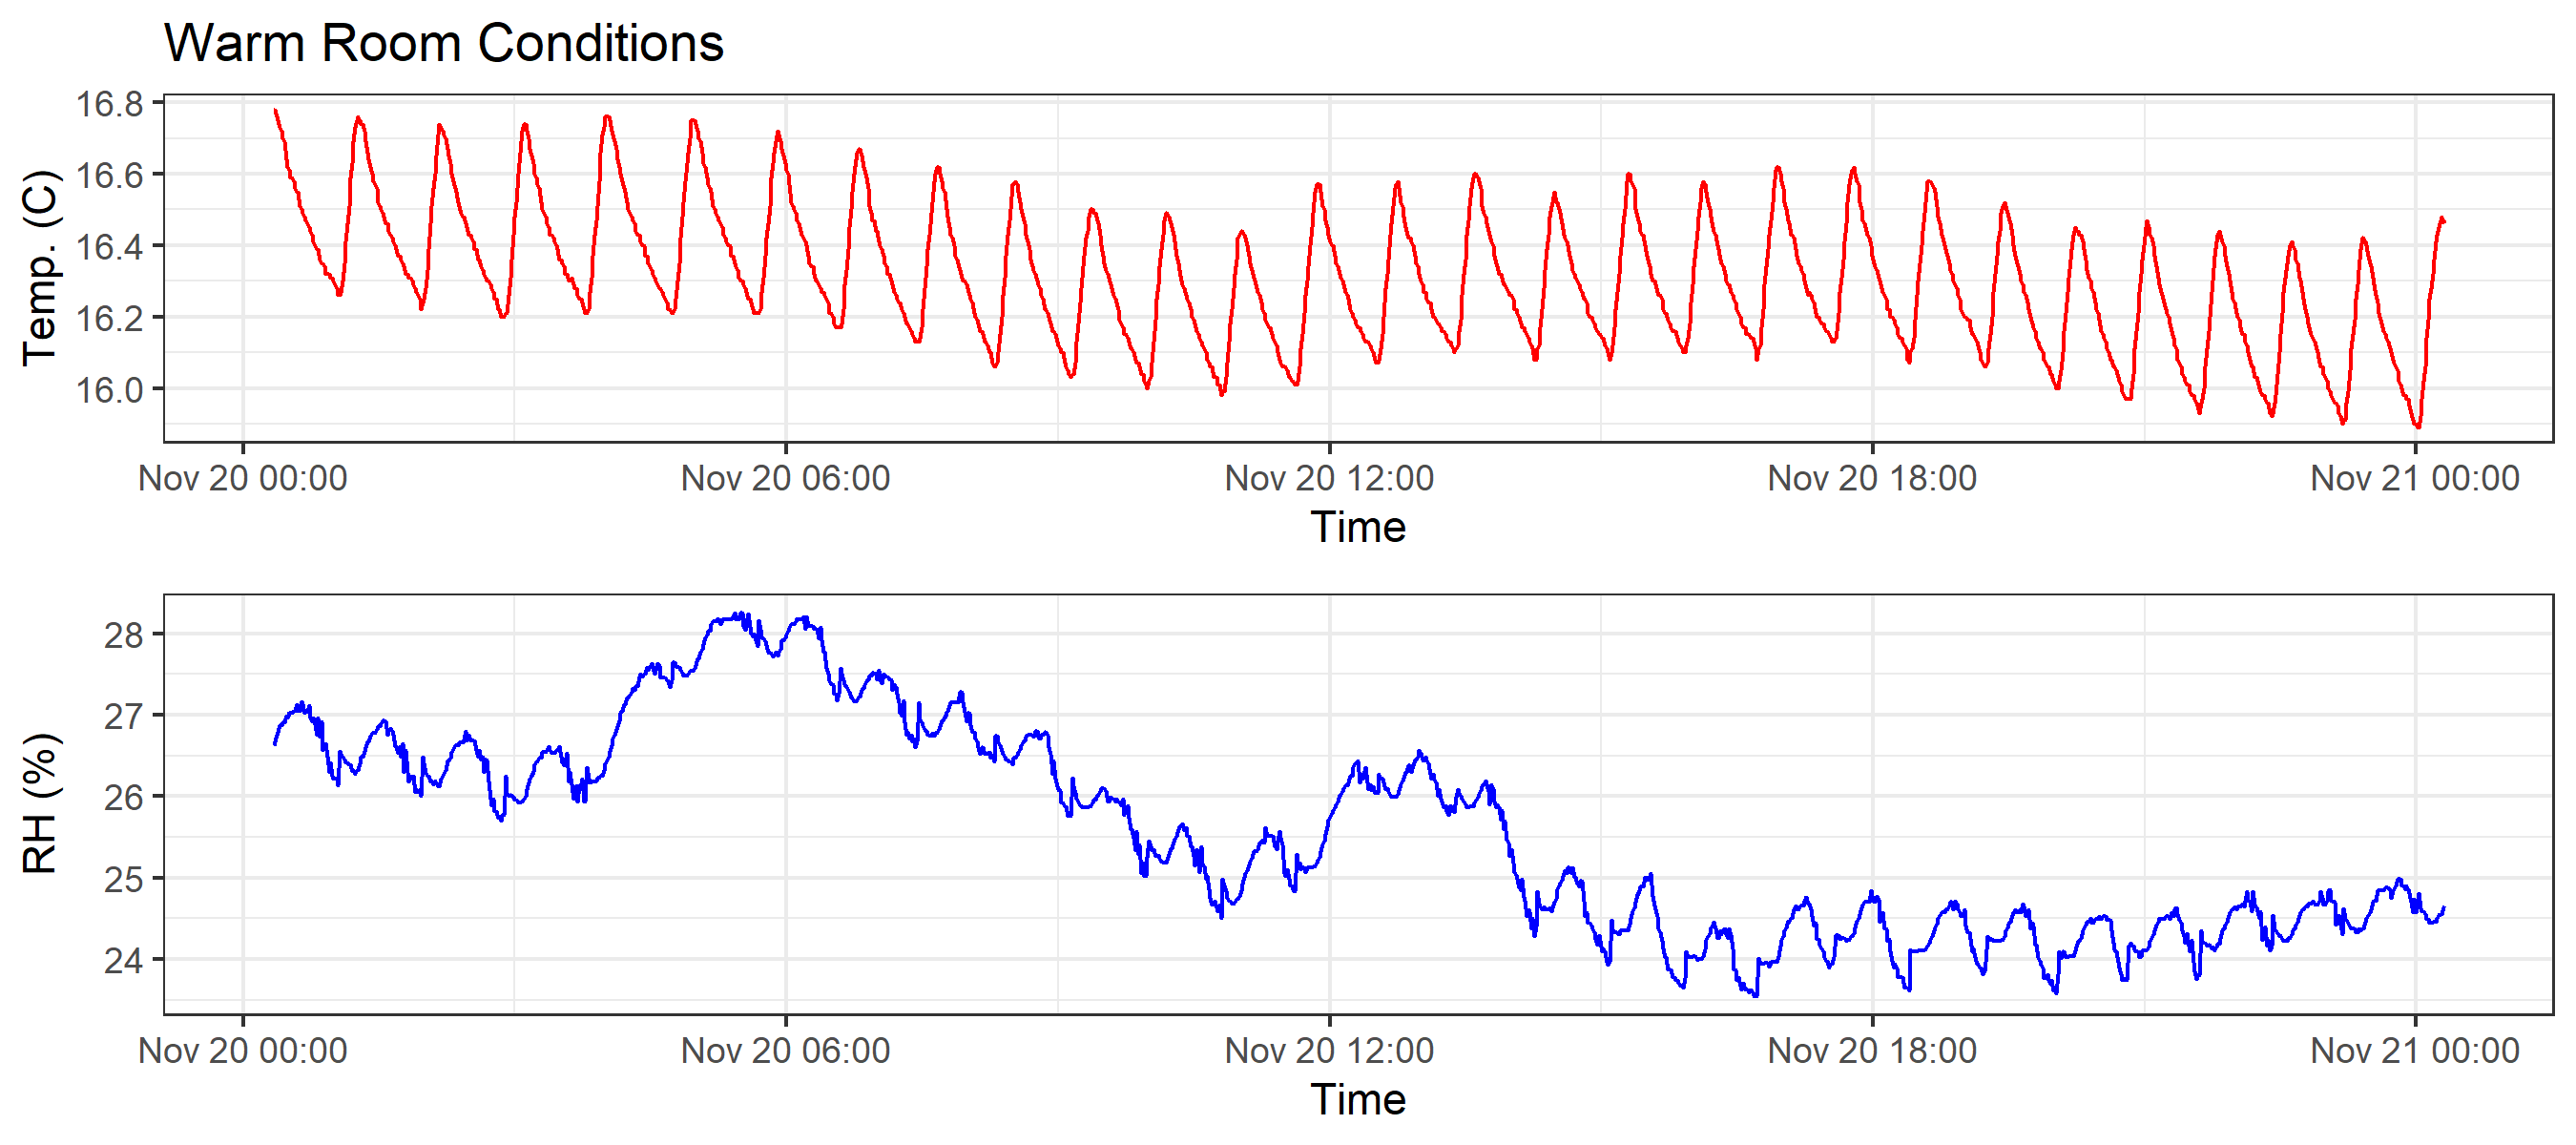 Warm Room Conditions
Temp. (C)
16.8
16.6
16.4
16.2
16.0
Nov 20 00:00 Nov 20 06:00 Nov 20 12:00 Nov 20 18:00 Nov 21 00:00
Time
RH (%)
28
27
26
25
24
Nov 20 00:00 Nov 20 06:00 Nov 20 12:00 Nov 20 18:00 Nov 21 00:00
Time